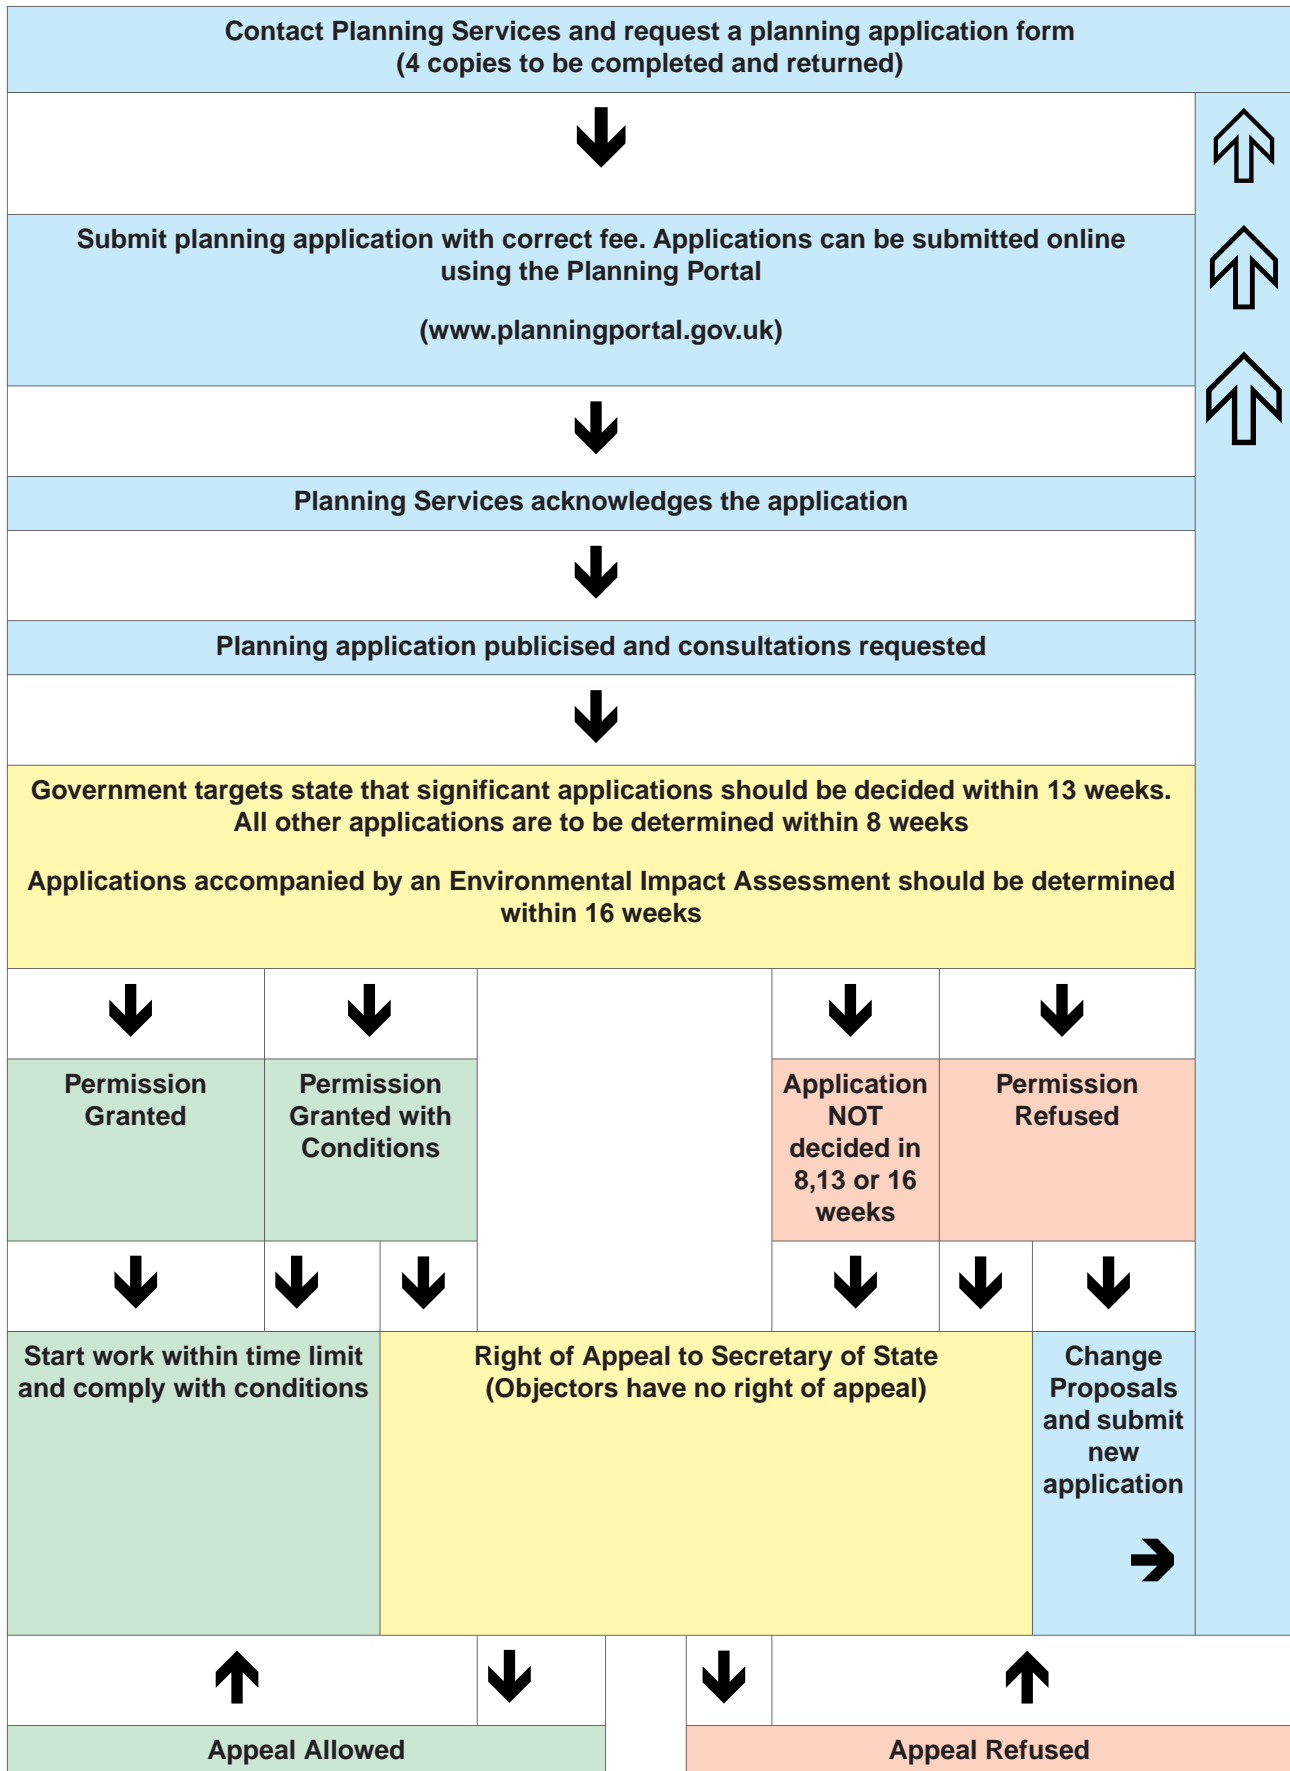 Contact Planning Services and request a planning application form
(4 copies to be completed and returned)
Submit planning application with correct fee. Applications can be submitted online
using the Planning Portal
(www.planningportal.gov.uk)
Planning Services acknowledges the application
Planning application publicised and consultations requested
Government targets state that significant applications should be decided within 13 weeks.
All other applications are to be determined within 8 weeks
Applications accompanied by an Environmental Impact Assessment should be determined
within 16 weeks
Permission
Granted
Permission
Granted with
Conditions
Application
NOT
decided in
8,13 or 16
weeks
Permission
Refused
Start work within time limit
and comply with conditions
Right of Appeal to Secretary of State
(Objectors have no right of appeal)
Change
Proposals
and submit
new
application
Appeal Allowed
Appeal Refused